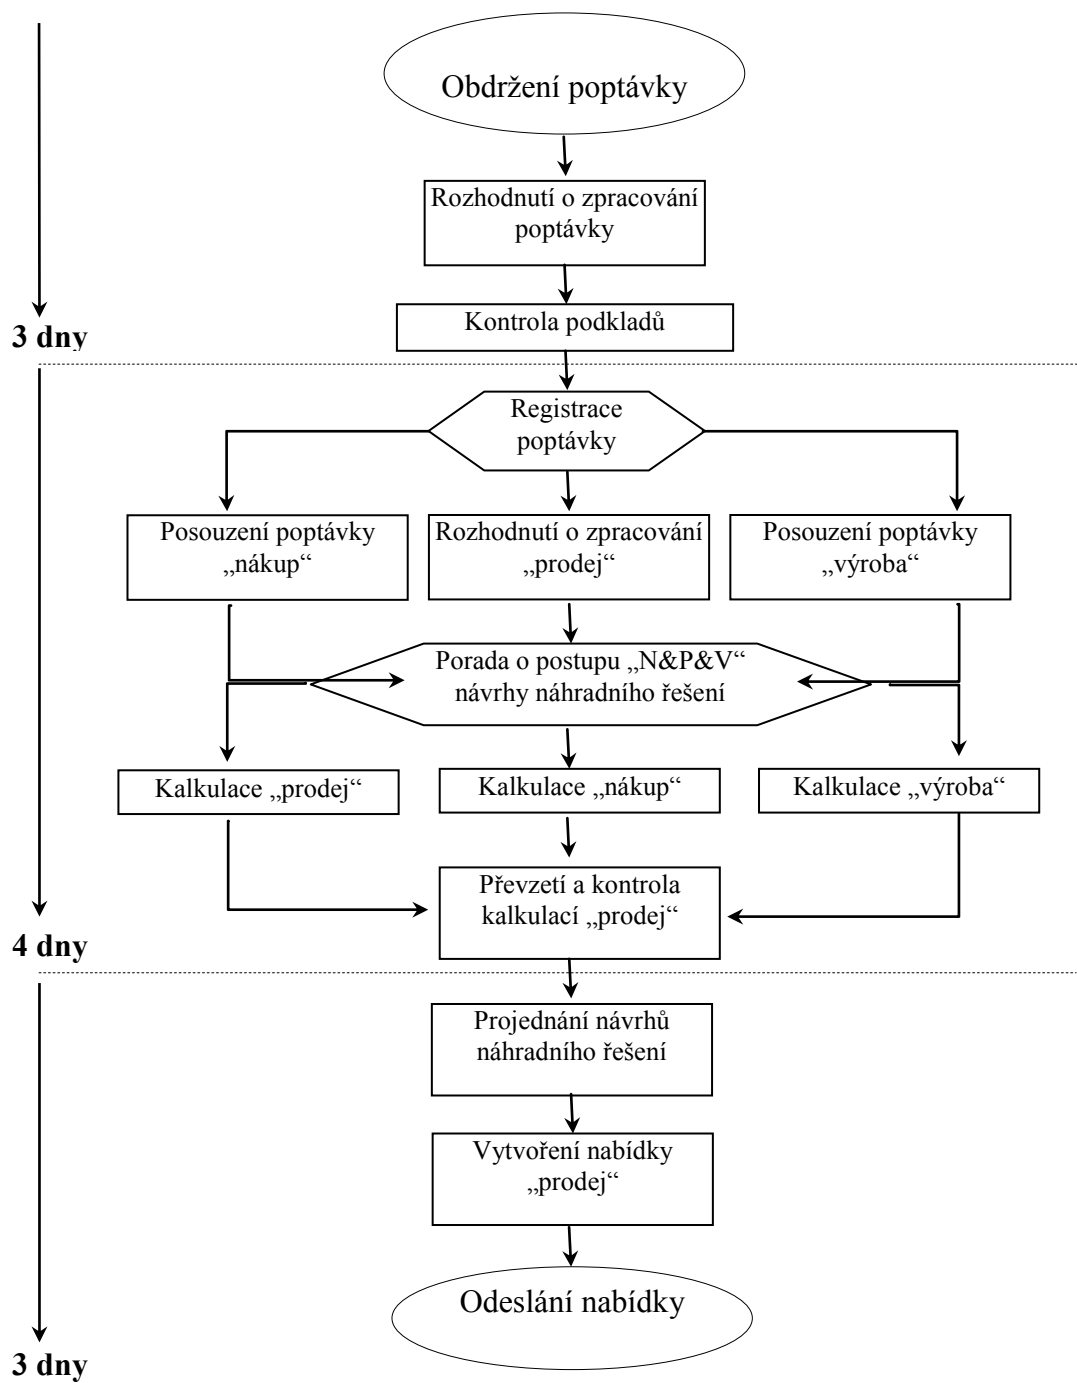 Obdržení poptávky
Rozhodnutí o zpracování
poptávky
Kontrola podkladů
3 dny
Registrace
poptávky
Posouzení poptávky
„nákup“
Rozhodnutí o zpracování
„prodej“
Posouzení poptávky
„výroba“
Porada o postupu „N&P&V“
návrhy náhradního řešení
Kalkulace „prodej“
Kalkulace „nákup“
Kalkulace „výroba“
Převzetí a kontrola
kalkulací „prodej“
4 dny
Projednání návrhů
náhradního řešení
Vytvoření nabídky
„prodej“
Odeslání nabídky
3 dny